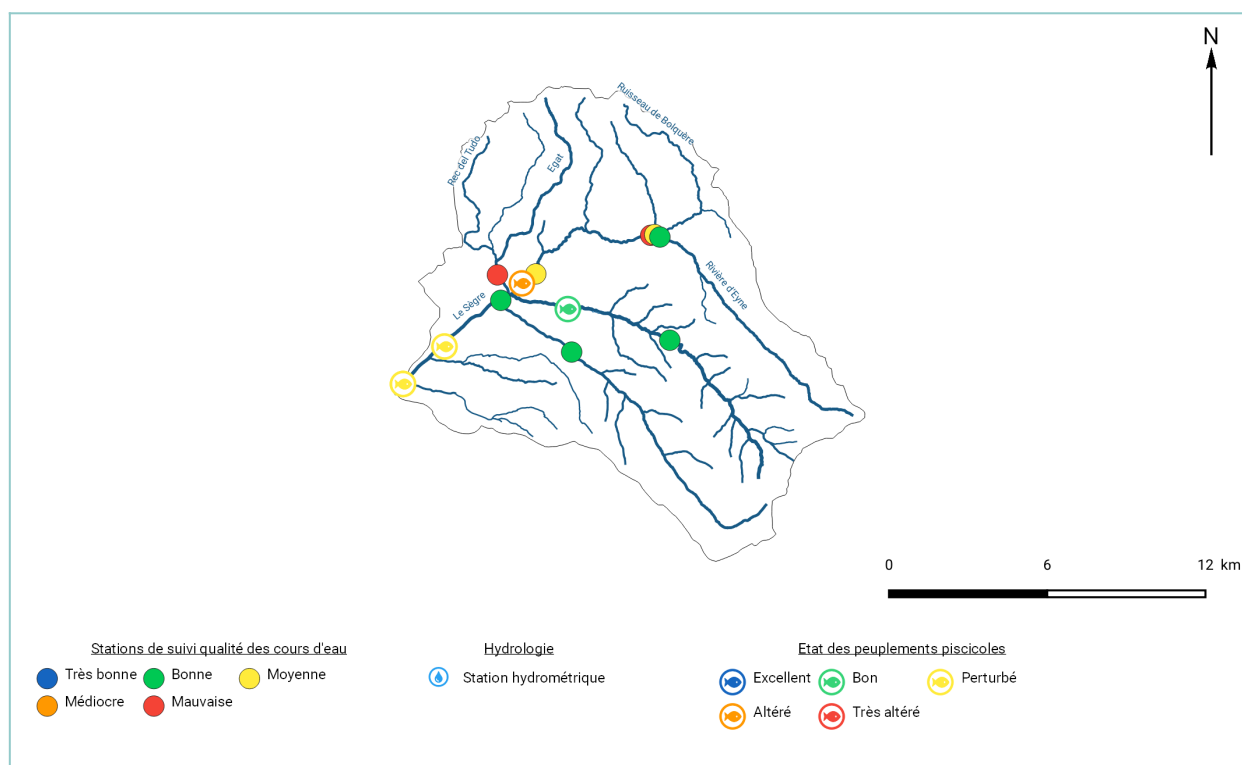 N
Ruisseau de Bolquère
Rec del Tudo
Egat
Rivière d'Eyne
Le Sègre
0 6 12 km
Stations de suivi qualité des cours d'eau
Très bonne Bonne Moyenne
Médiocre Mauvaise
Hydrologie
Station hydrométrique
Etat des peuplements piscicoles
Excellent Bon Perturbé
Altéré Très altéré